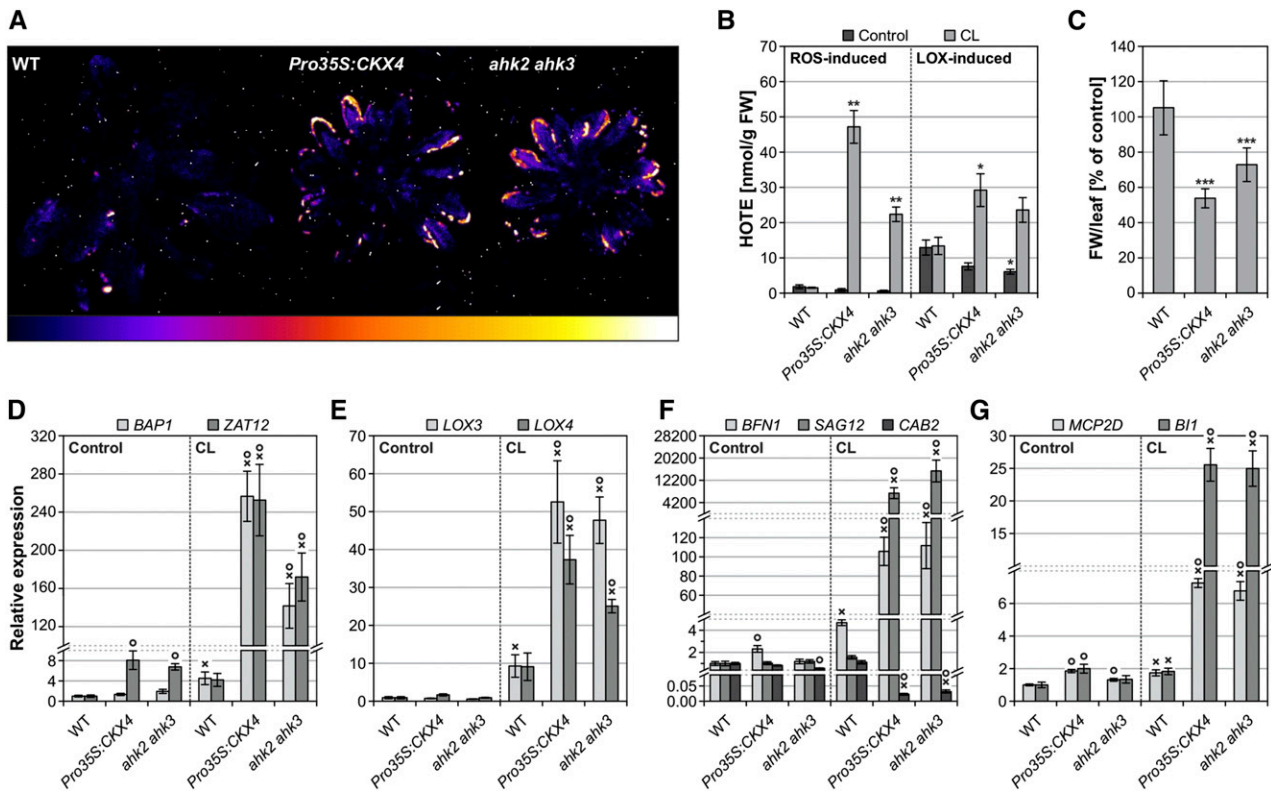 A
WT
Pro35S:CKX4
ahk2 ahk3
B
Control
CL
ROS-induced
LOX-induced
HOTE [nmol/g FW]
70
60
50
40
30
20
10
0
**
**
*
*
WT
Pro35S:CKX4
ahk2 ahk3
WT
Pro35S:CKX4
ahk2 ahk3
C
FW/leaf [% of control]
140
120
100
80
60
40
20
0
***
***
WT
Pro35S:CKX4
ahk2 ahk3
D
BAP1
ZAT12
Control
CL
Relative expression
320
280
240
200
160
120
8
4
0
WT
Pro35S:CKX4
ahk2 ahk3
WT
Pro35S:CKX4
ahk2 ahk3
E
LOX3
LOX4
Control
CL
70
60
50
40
30
20
10
0
WT
Pro35S:CKX4
ahk2 ahk3
WT
Pro35S:CKX4
ahk2 ahk3
F
BFN1
SAG12
CAB2
Control
CL
28200
20200
12200
4200
120
100
80
60
4
2
0.05
0.00
WT
Pro35S:CKX4
ahk2 ahk3
WT
Pro35S:CKX4
ahk2 ahk3
G
MCP2D
BI1
Control
CL
30
25
20
15
6
4
2
0
WT
Pro35S:CKX4
ahk2 ahk3
WT
Pro35S:CKX4
ahk2 ahk3